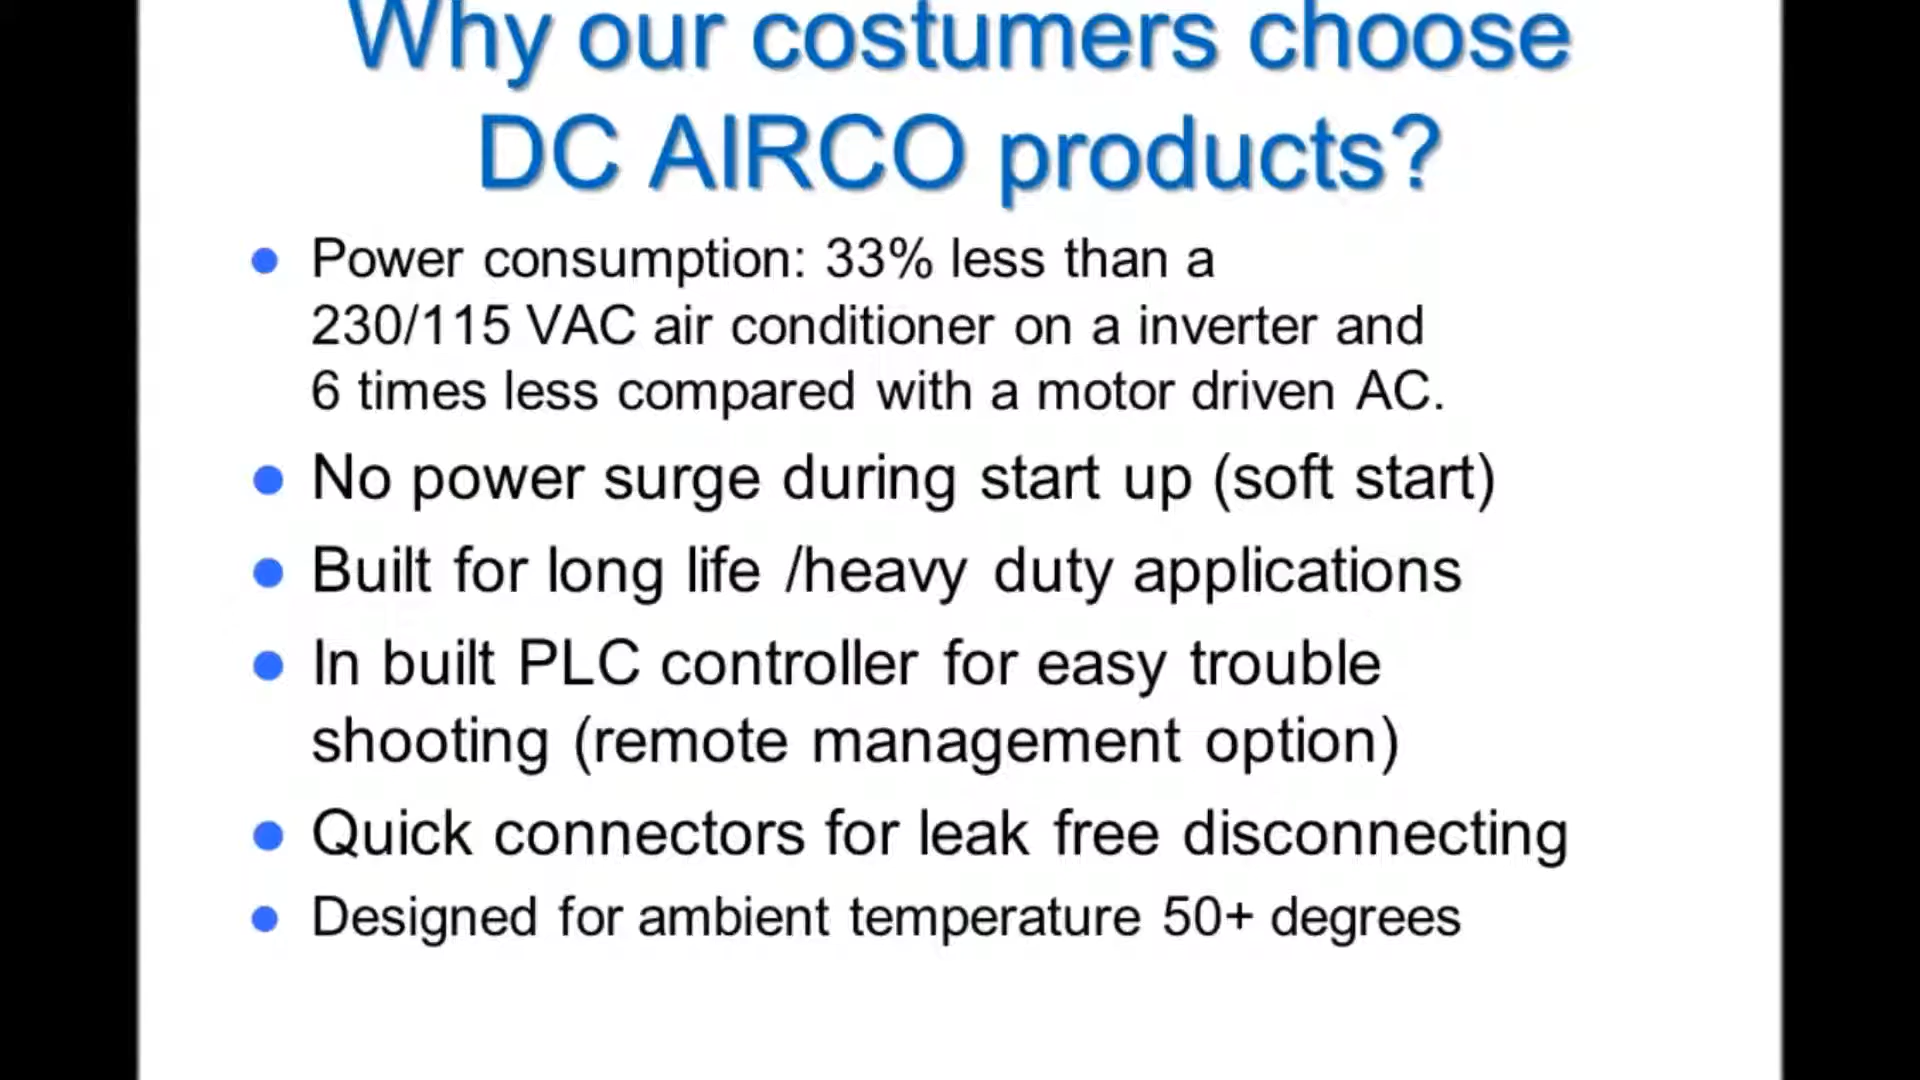 Why our costumers choose
DC AIRCO products?
Power consumption: 33% less than a
230/115 VAC air conditioner on a inverter and
6 times less compared with a motor driven AC.
No power surge during start up (soft start)
Built for long life /heavy duty applications
In built PLC controller for easy trouble
shooting (remote management option)
Quick connectors for leak free disconnecting
Designed for ambient temperature 50+ degrees